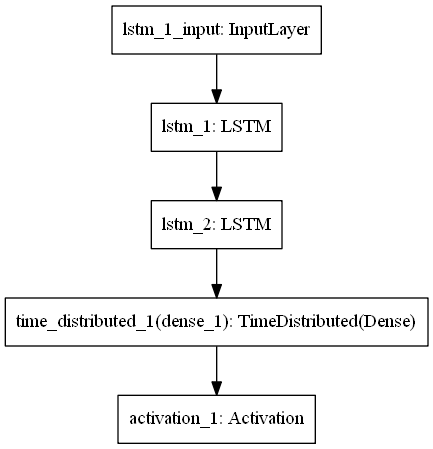 lstm_1_input: InputLayer
lstm_1: LSTM
lstm_2: LSTM
time_distributed_1(dense_1): TimeDistributed(Dense)
activation_1: Activation